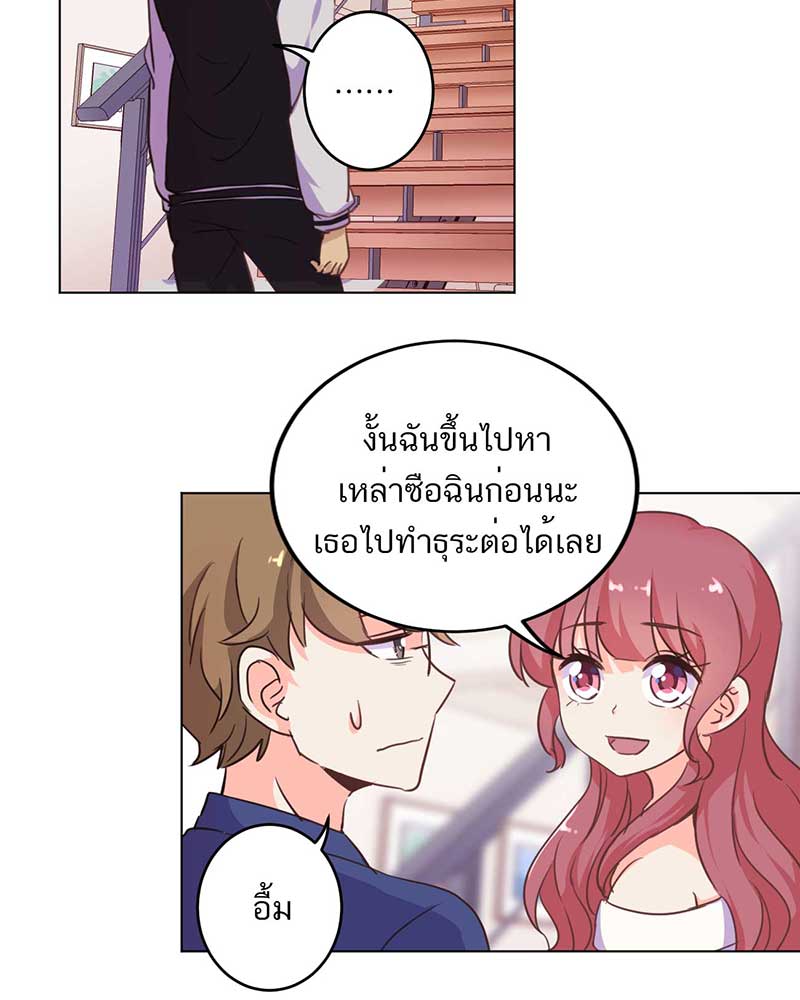 ......
งั้นฉันขึ้นไปหา
เหล่าซือฉินก่อนนะ
เธอไปทำธุระต่อได้เลย
อื้ม